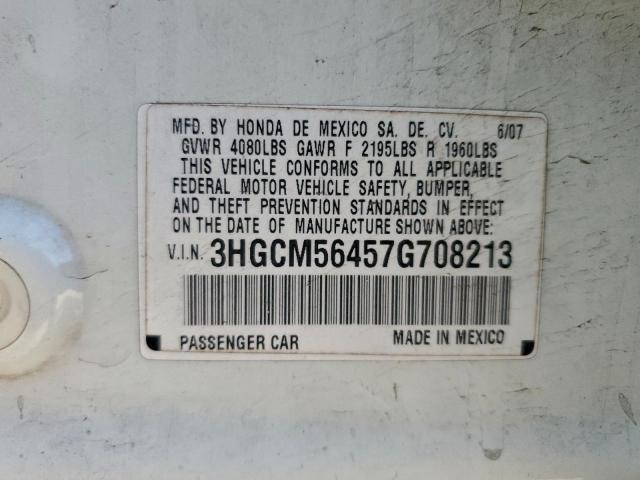 MFD. BY HONDA DE MEXICO SA. DE. CV. 6/07
GVWR 4080LBS GAWR F 2195LBS R 1960LBS
THIS VEHICLE CONFORMS TO ALL APPLICABLE
FEDERAL MOTOR VEHICLE SAFETY, BUMPER,
AND THEFT PREVENTION STANDARDS IN EFFECT
ON THE DATE OF MANUFACTURE SHOWN ABOVE:
V.I.N. 3HGCM56457G708213
PASSENGER CAR MADE IN MEXICO